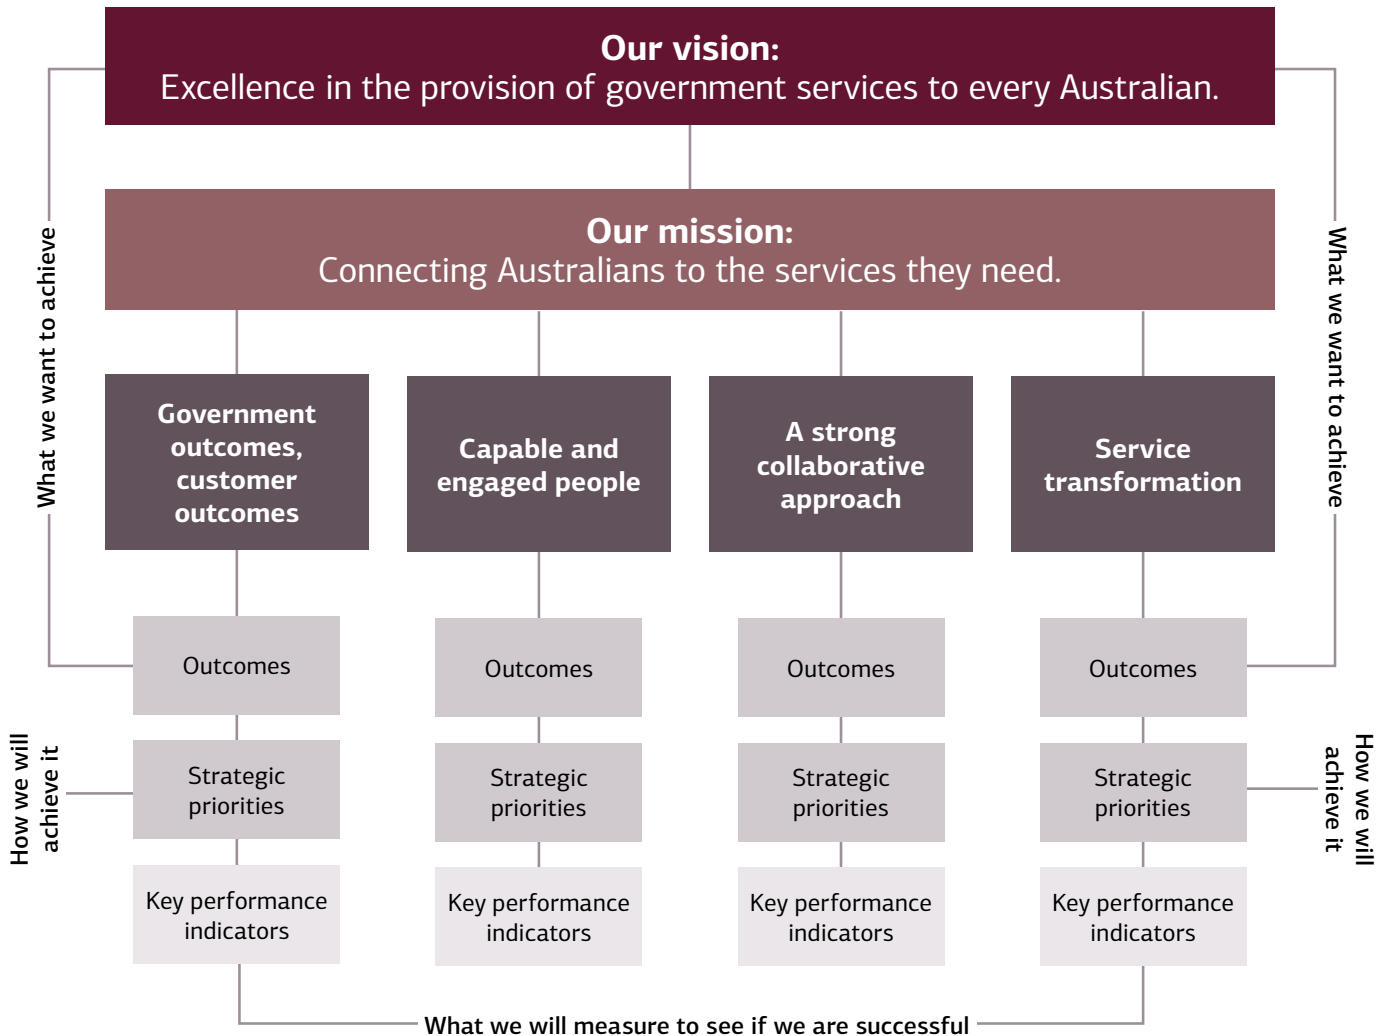 Our vision:
Excellence in the provision of government services to every Australian.
Our mission:
Connecting Australians to the services they need.
What we want to achieve
What we want to achieve
Government
outcomes,
customer
outcomes
Capable and
engaged people
A strong
collaborative
approach
Service
transformation
Outcomes
Outcomes
Outcomes
Outcomes
How we will
achieve it
Strategic
priorities
Strategic
priorities
Strategic
priorities
Strategic
priorities
How we will
achieve it
Key performance
indicators
Key performance
indicators
Key performance
indicators
Key performance
indicators
What we will measure to see if we are successful